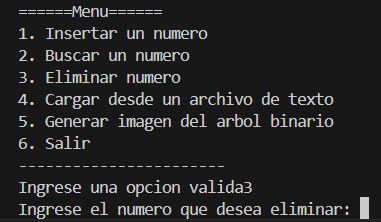 ======Menu======
1. Insertar un numero
2. Buscar un numero
3. Eliminar numero
4. Cargar desde un archivo de texto
5. Generar imagen del arbol binario
6. Salir
-----------------------
Ingrese una opcion valida3
Ingrese el numero que desea eliminar: